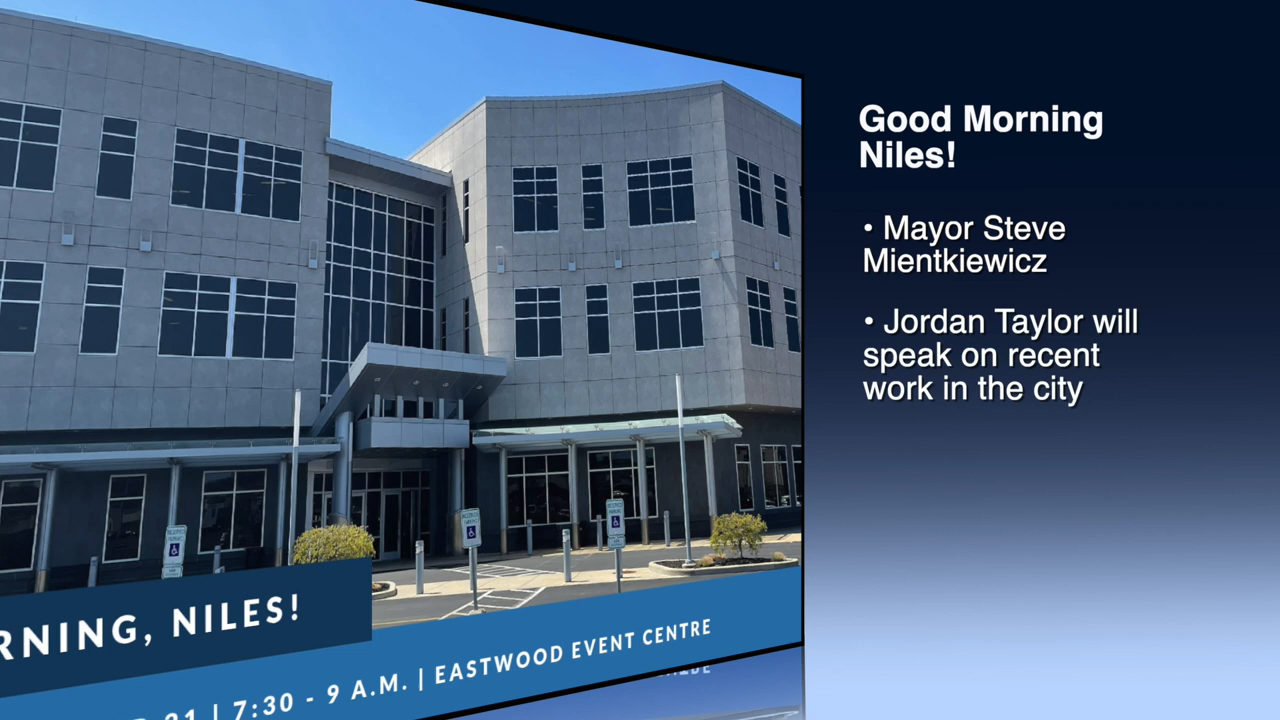 Good Morning
Niles!
• Mayor Steve
Mientkiewicz
• Jordan Taylor will
speak on recent
work in the city
RNING, NILES!
21 | 7:30 - 9 A.M. | EASTWOOD EVENT CENTRE